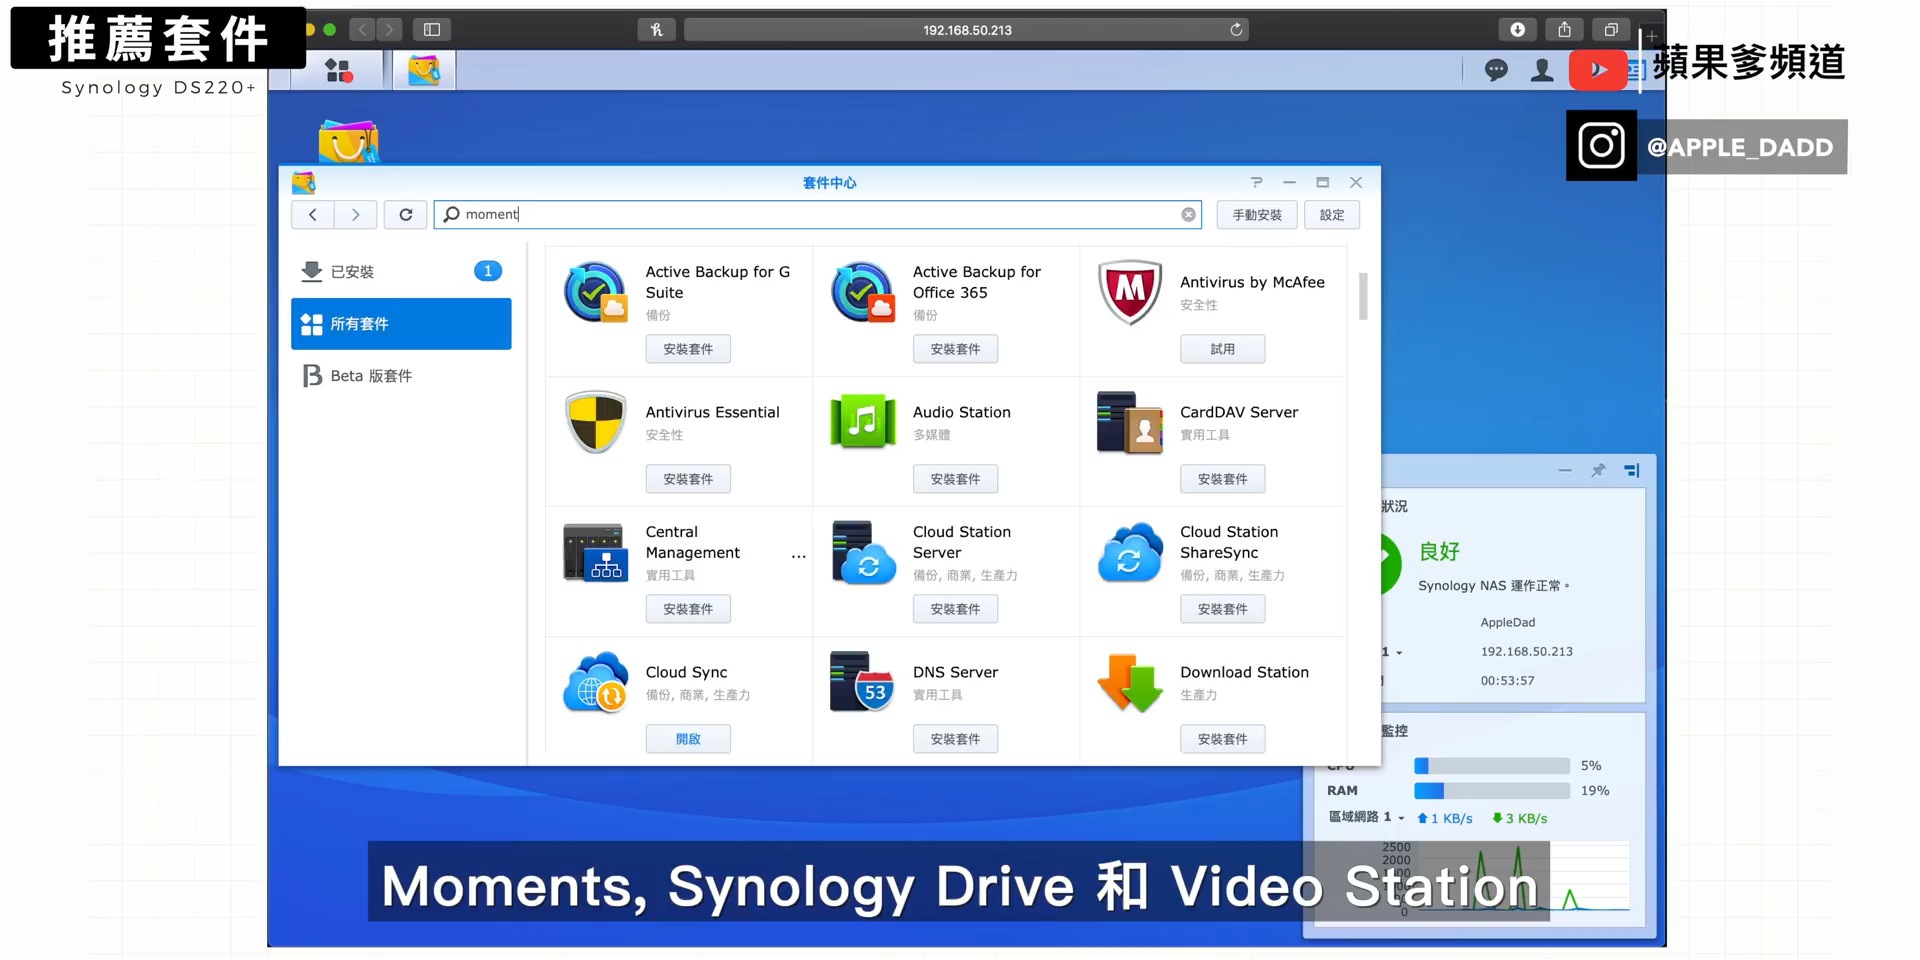 推薦套件
Synology DS220+
192.168.50.213
蘋果爹頻道
@APPLE_DADD
套件中心
moment
手動安裝
設定
已安裝
1
所有套件
Beta 版套件
Active Backup for G
Suite
備份
安裝套件
Active Backup for
Office 365
備份
安裝套件
Antivirus by McAfee
安全性
試用
Antivirus Essential
安全性
安裝套件
Audio Station
多媒體
安裝套件
CardDAV Server
實用工具
安裝套件
Central
Management ...
實用工具
安裝套件
Cloud Station
Server
備份, 商業, 生產力
安裝套件
Cloud Station
ShareSync
備份, 商業, 生產力
安裝套件
Cloud Sync
備份, 商業, 生產力
開啟
53
DNS Server
實用工具
安裝套件
Download Station
生產力
安裝套件
狀況
良好
Synology NAS 運作正常。
AppleDad
1
192.168.50.213
00:53:57
監控
CPU
5%
RAM
19%
區域網路 1
1 KB/s
3 KB/s
2500
2000
0
Moments, Synology Drive 和 Video Station